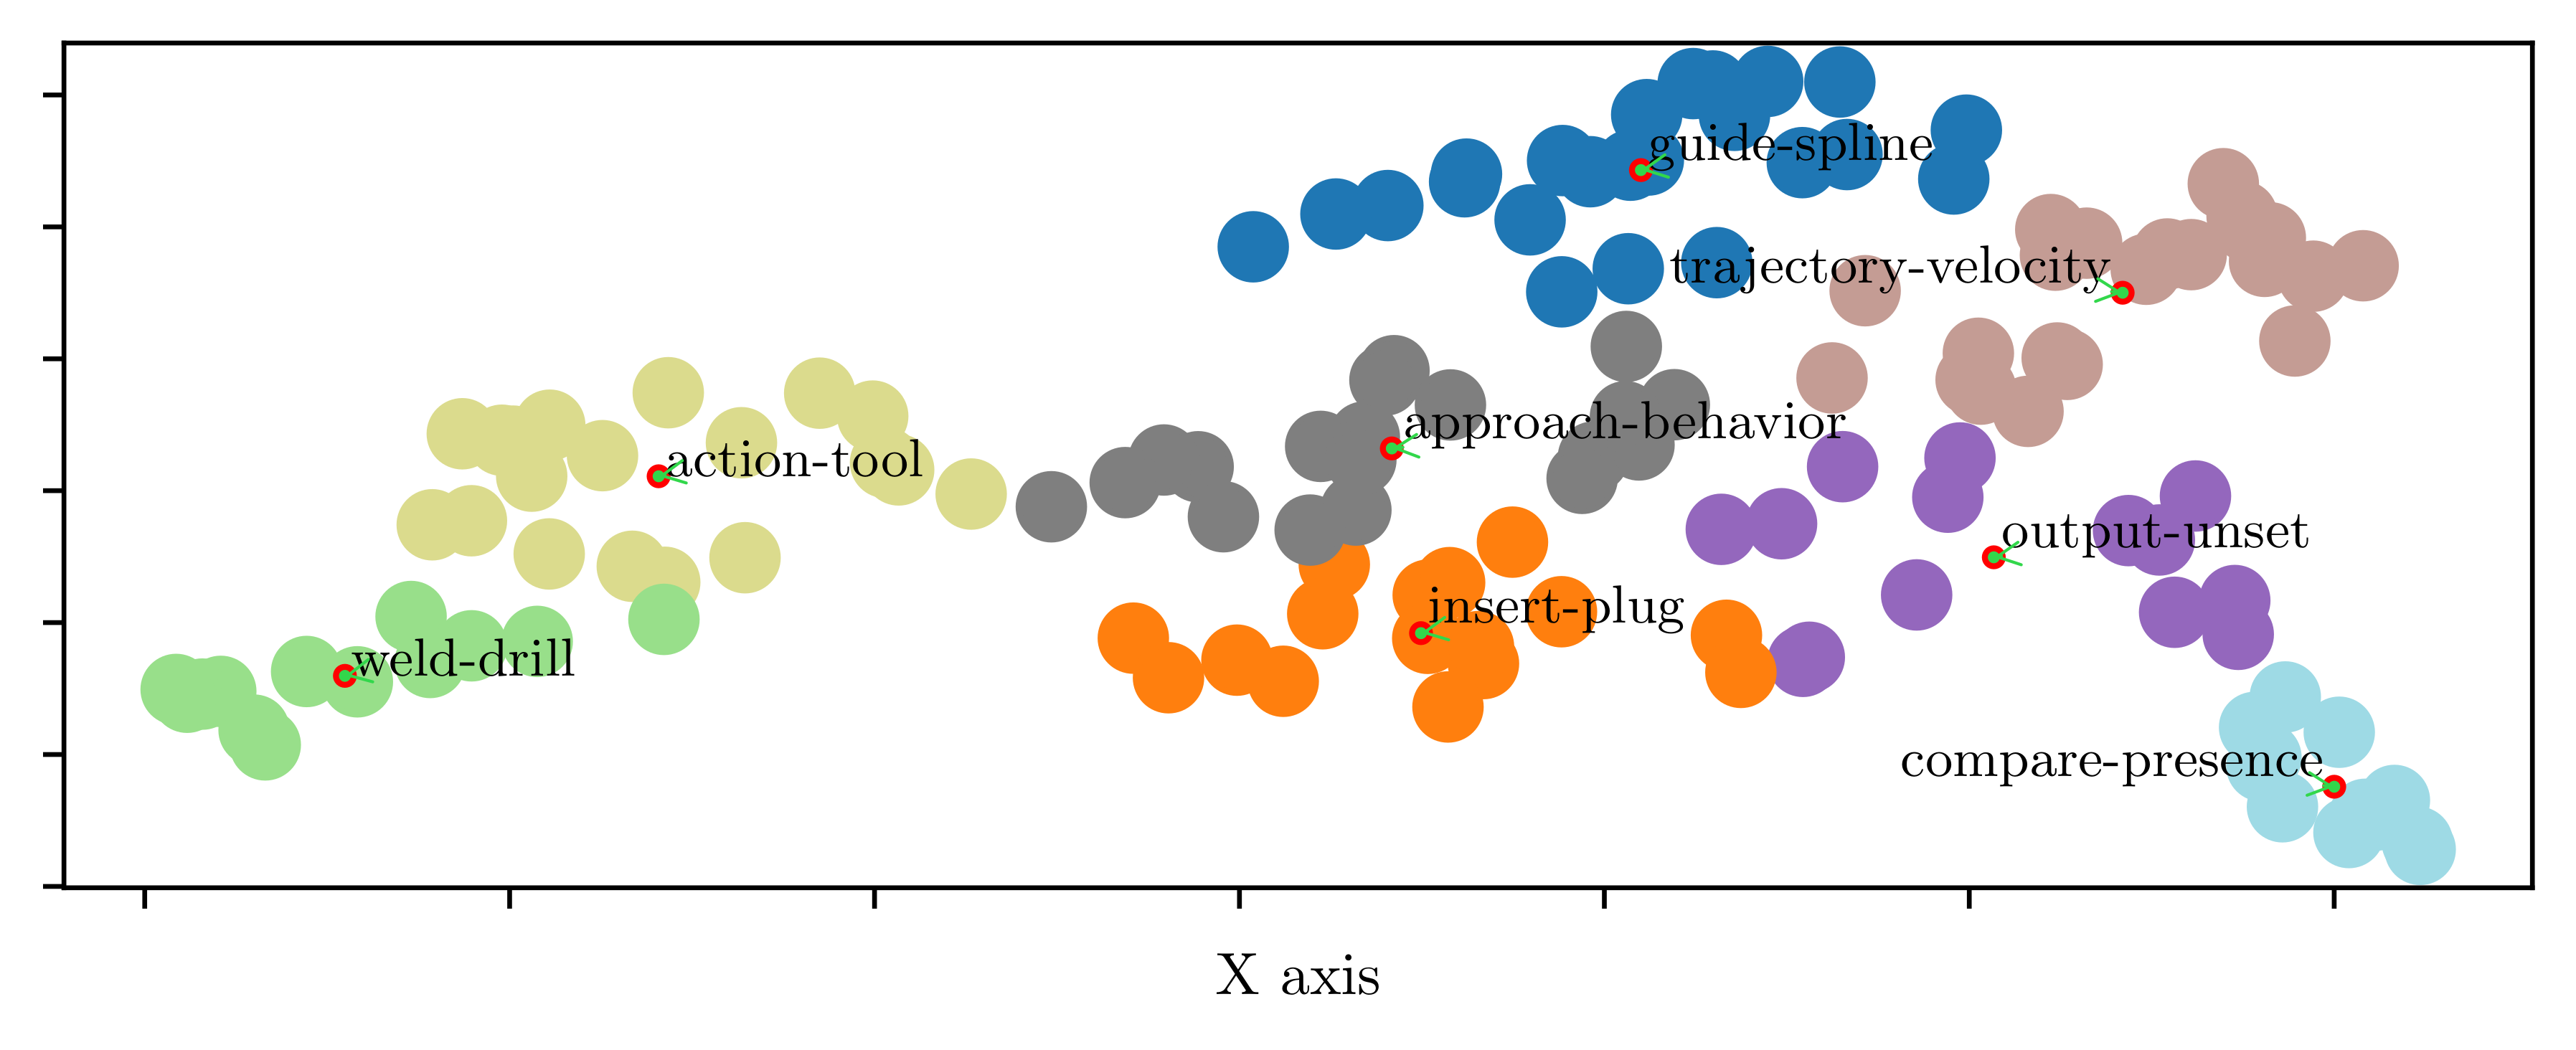 guide-spline
trajectory-velocity
approach-behavior
action-tool
output-unset
insert-plug
weld-drill
compare-presence
X axis